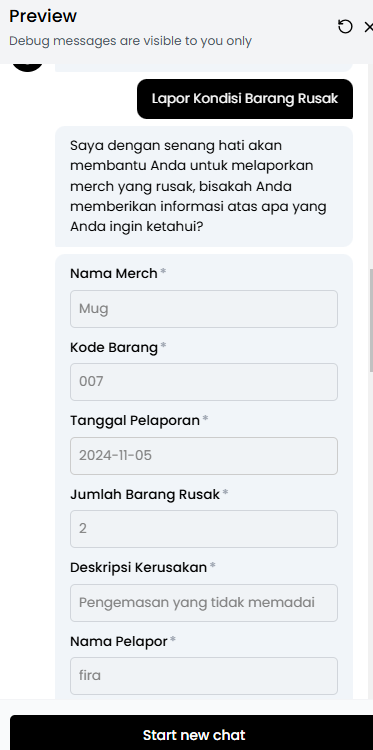 Preview
Debug messages are visible to you only
Lapor Kondisi Barang Rusak
Saya dengan senang hati akan
membantu Anda untuk melaporkan
merch yang rusak, bisakah Anda
memberikan informasi atas apa yang
Anda ingin ketahui?
Nama Merch *
Mug
Kode Barang *
007
Tanggal Pelaporan *
2024-11-05
Jumlah Barang Rusak *
2
Deskripsi Kerusakan *
Pengemasan yang tidak memadai
Nama Pelapor *
fira
Start new chat